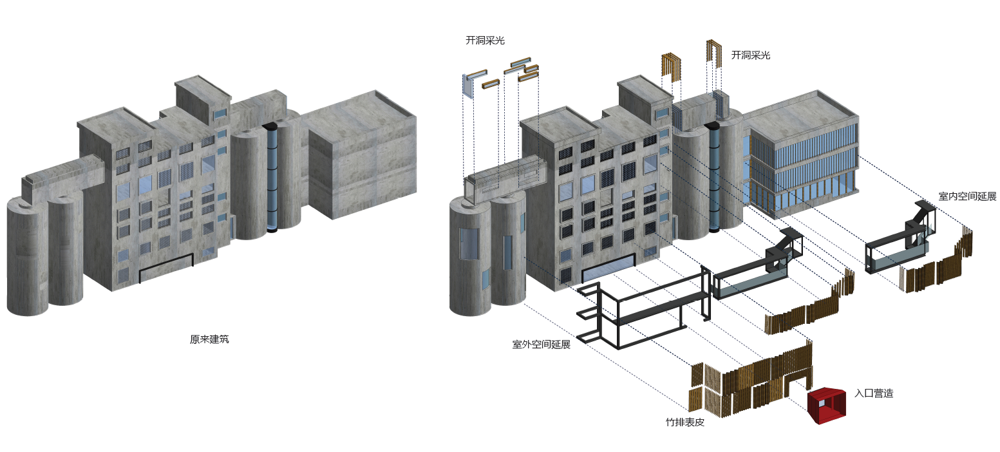 开洞采光
开洞采光
室内空间延展
原来建筑
室外空间延展
入口营造
竹排表皮